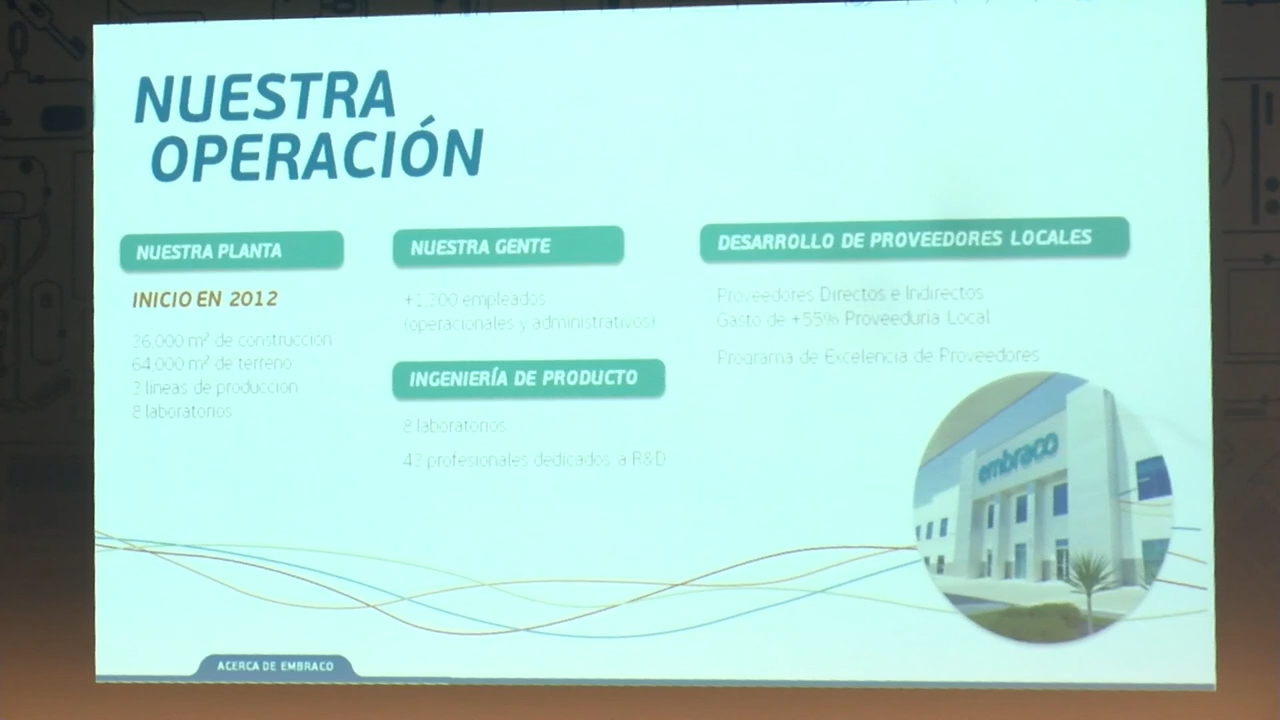 NUESTRA
OPERACIÓN
NUESTRA PLANTA
INICIO EN 2012
36,000 m² de construcción
64,000 m² de terreno
líneas de producción
8 laboratorios
NUESTRA GENTE
+1,300 empleados
(operacionales y administrativos)
INGENIERÍA DE PRODUCTO
8 laboratorios
43 profesionales dedicados a R&D
DESARROLLO DE PROVEEDORES LOCALES
Proveedores Directos e Indirectos
Gasto de +55% Proveeduría Local
Programa de Excelencia de Proveedores
embraco
ACERCA DE EMBRACO